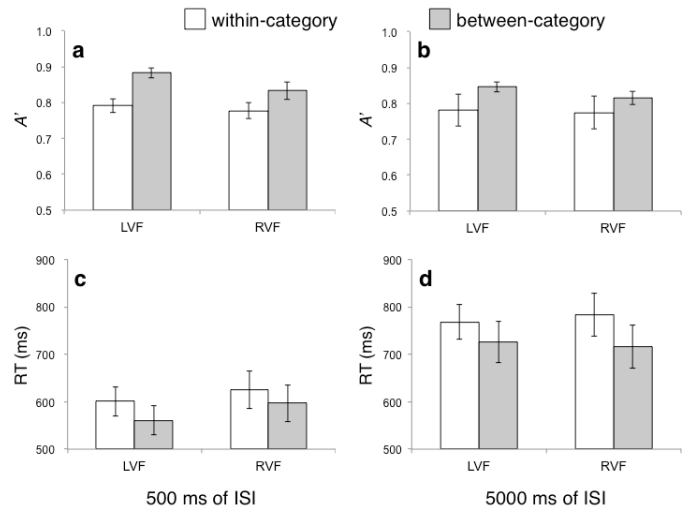 within-category between-category
a
A′
1.0
0.9
0.8
0.7
0.6
0.5
LVF RVF
b
A′
1.0
0.9
0.8
0.7
0.6
0.5
LVF RVF
c
RT (ms)
900
800
700
600
500
LVF RVF
500 ms of ISI
d
RT (ms)
900
800
700
600
500
LVF RVF
5000 ms of ISI